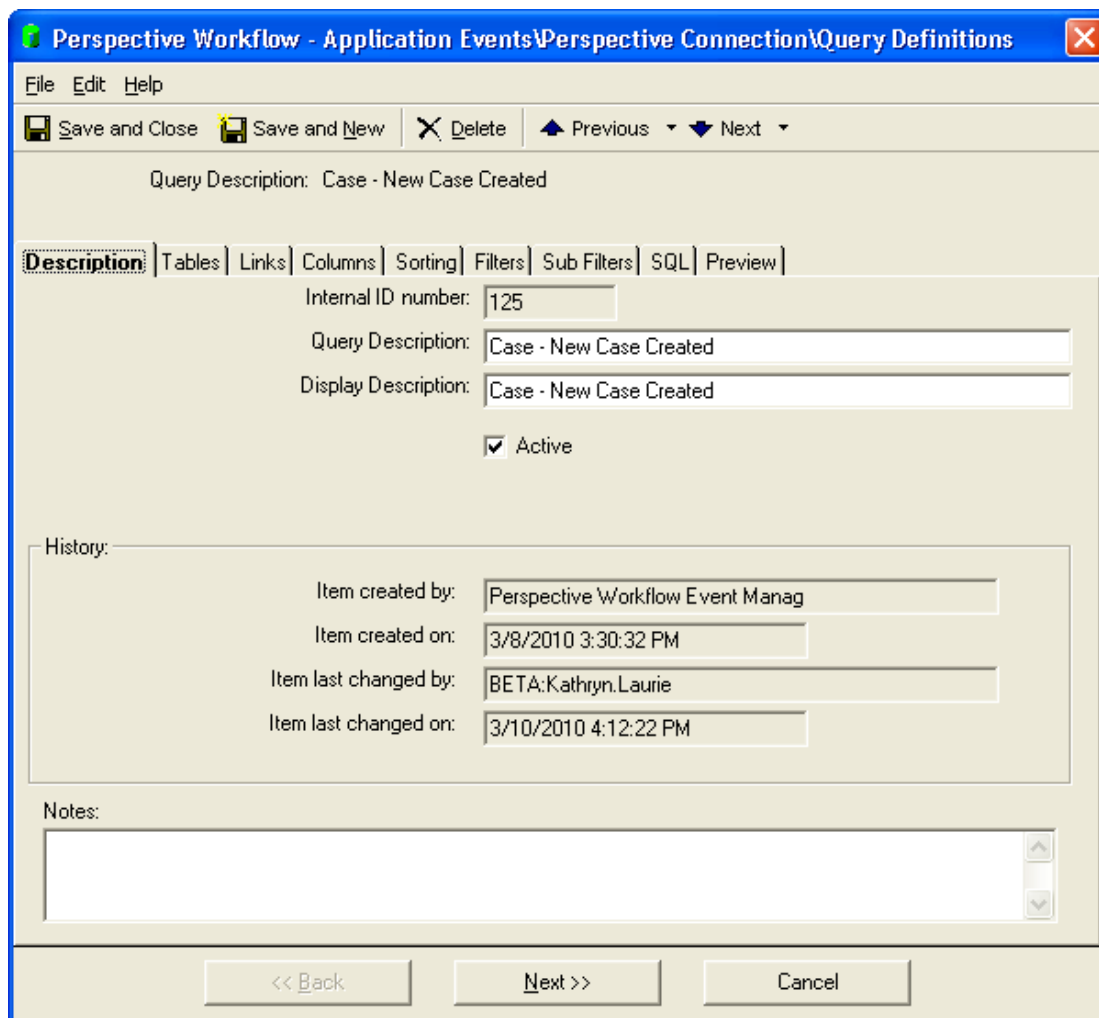 Perspective Workflow - Application Events\Perspective Connection\Query Definitions
File Edit Help
Save and Close Save and New Delete Previous Next
Query Description: Case - New Case Created
Description Tables Links Columns Sorting Filters Sub Filters SQL Preview
Internal ID number: 125
Query Description: Case - New Case Created
Display Description: Case - New Case Created
Active
History:
Item created by: Perspective Workflow Event Manag
Item created on: 3/8/2010 3:30:32 PM
Item last changed by: BETA:Kathryn.Laurie
Item last changed on: 3/10/2010 4:12:22 PM
Notes:
<< Back Next >> Cancel